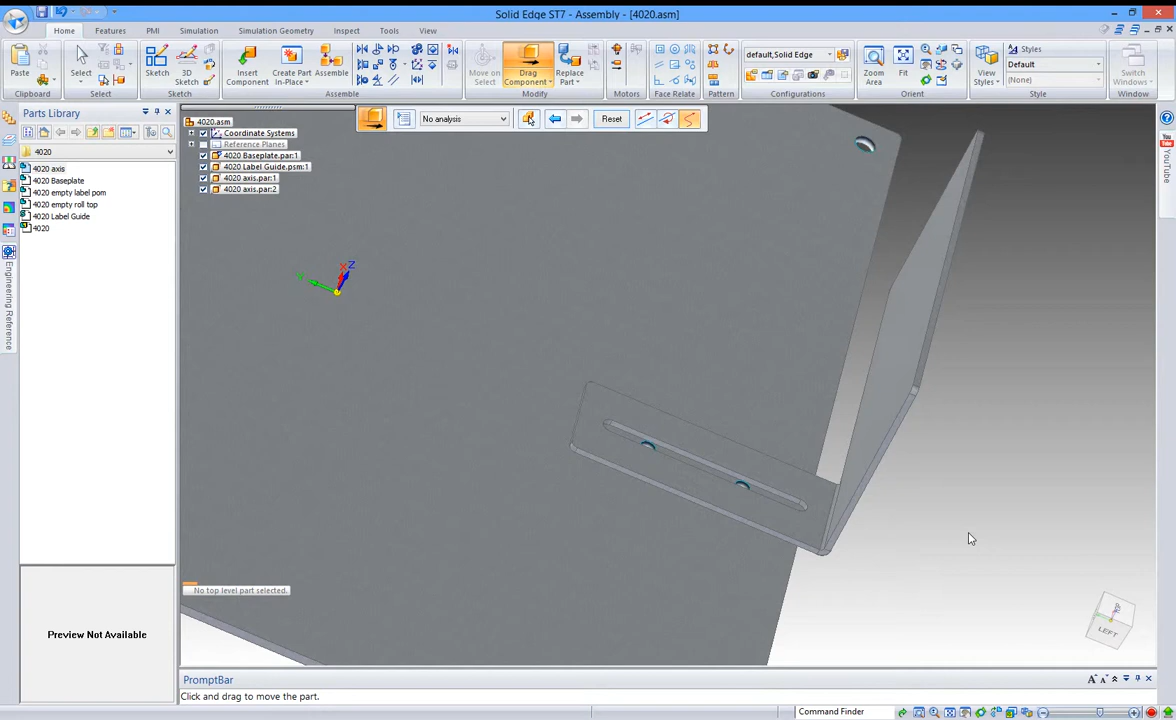 Solid Edge ST7 - Assembly - [4020.asm]
Home Features PMI Simulation Simulation Geometry Inspect Tools View
Paste
Clipboard
Select
Select
Sketch
3D Sketch
Sketch
Insert Component
Create Part In-Place
Assemble
Assemble
Move on Select
Drag Component
Replace Part
Modify
Motors
Face Relate
Pattern
Pattern
default,Solid Edge
Configurations
Zoom Area
Fit
Orient
View Styles
Styles
Default
(None)
Style
Switch Windows
Window
Parts Library
4020
4020 axis
4020 Baseplate
4020 empty label pom
4020 empty roll top
4020 Label Guide
4020
Engineering Reference
Preview Not Available
4020.asm
Coordinate Systems
Reference Planes
4020 Baseplate.par:1
4020 Label Guide.psm:1
4020 axis.par:1
4020 axis.par:2
No analysis
Reset
Z
X
No top level part selected.
LEFT
YouTube
PromptBar
Click and drag to move the part.
Command Finder